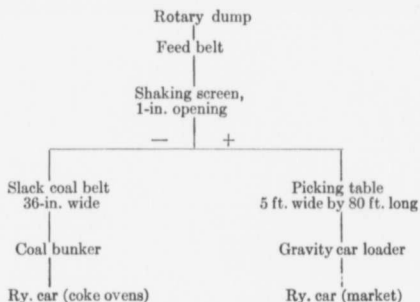 Rotary dump
Feed belt
Shaking screen,
1-in. opening
− +
Slack coal belt
36-in. wide
Picking table
5 ft. wide by 80 ft. long
Coal bunker
Gravity car loader
Ry. car (coke ovens)
Ry. car (market)